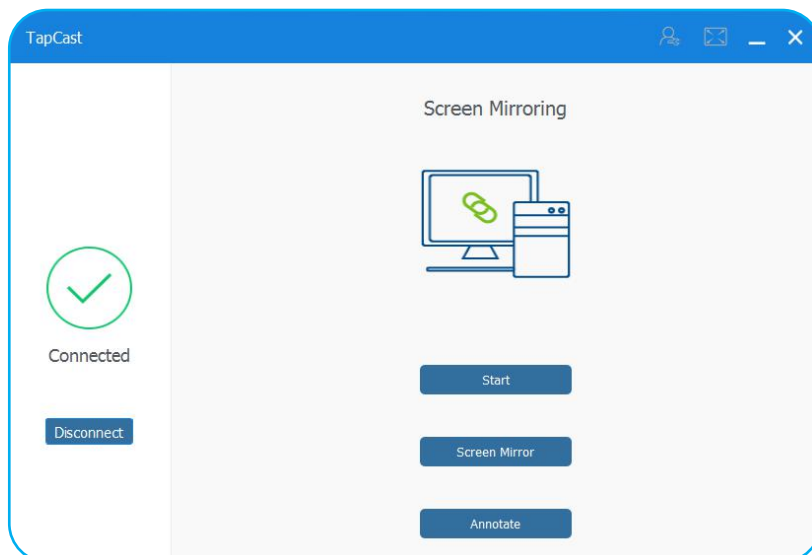 TapCast
Screen Mirroring
Connected
Disconnect
Start
Screen Mirror
Annotate